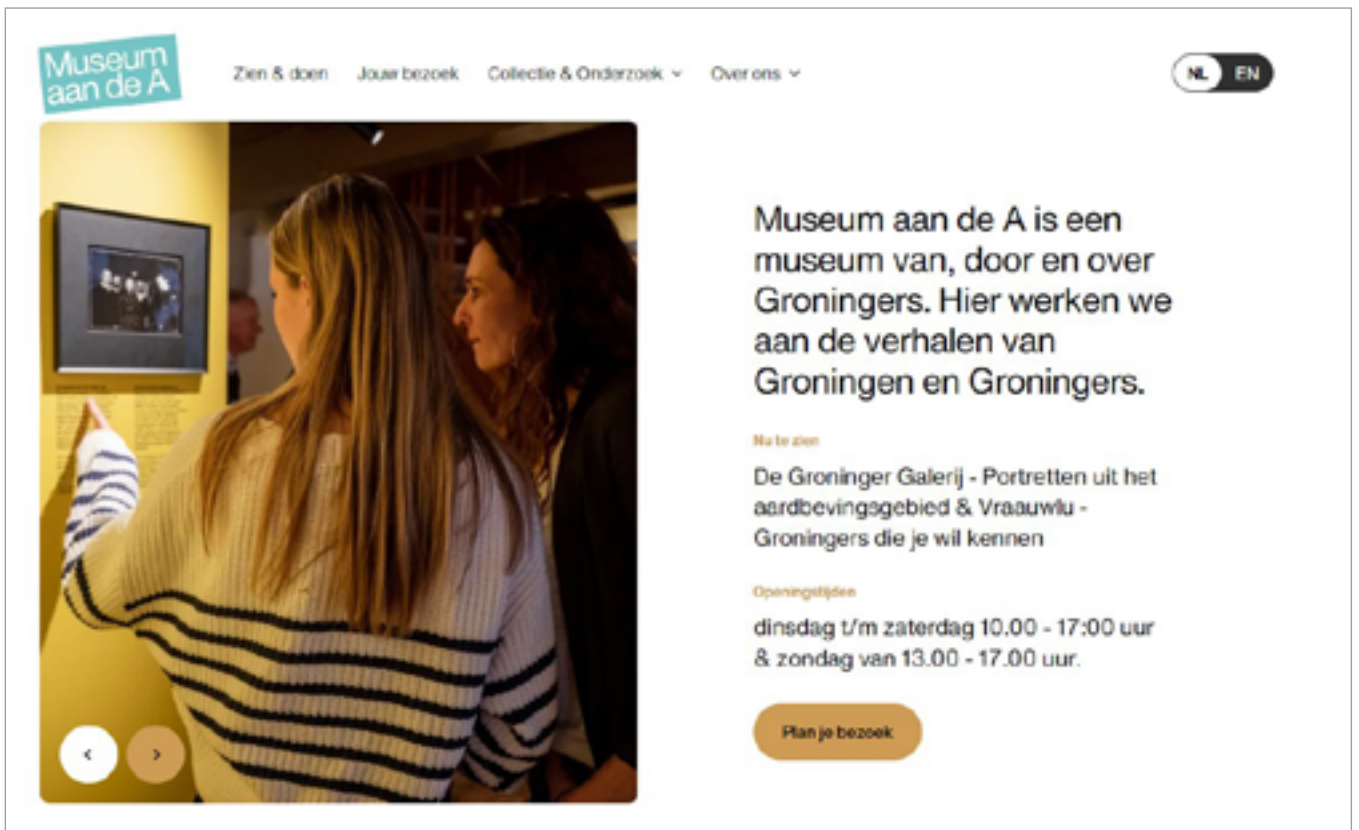 Museum
aan de A
Zien & doen
Jouw bezoek
Collectie & Onderzoek
Over ons
NL
EN
Museum aan de A is een
museum van, door en over
Groningers. Hier werken we
aan de verhalen van
Groningen en Groningers.
Nu te zien
De Groninger Galerij - Portretten uit het
aardbevingsgebied & Vraauwlu -
Groningers die je wil kennen
Openingstijden
dinsdag t/m zaterdag 10.00 - 17:00 uur
& zondag van 13.00 - 17.00 uur.
Plan je bezoek